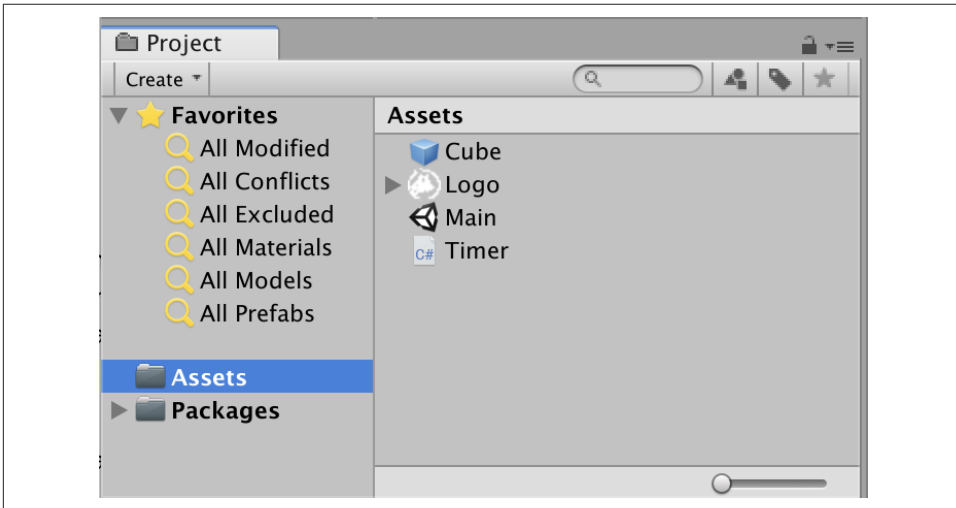 Project
Create
Favorites
All Modified
All Conflicts
All Excluded
All Materials
All Models
All Prefabs
Assets
Packages
Assets
Cube
Logo
Main
C# Timer